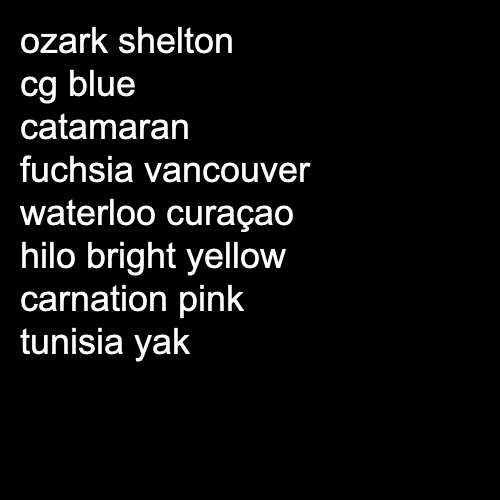 ozark shelton
cg blue
catamaran
fuchsia vancouver
waterloo curaçao
hilo bright yellow
carnation pink
tunisia yak